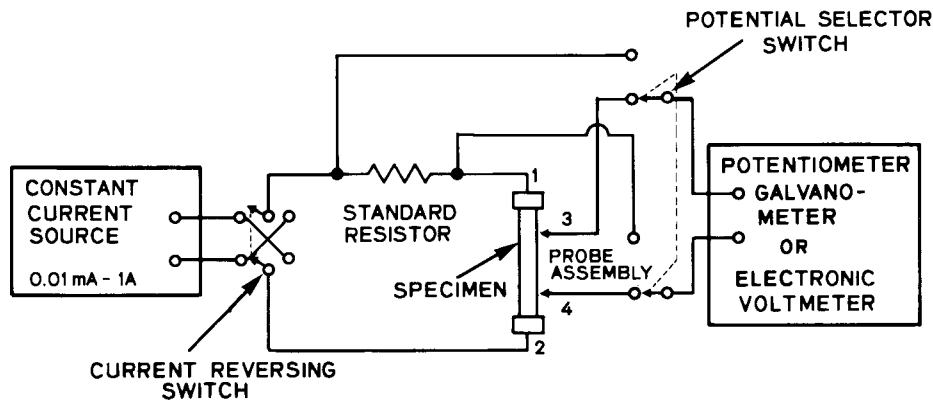 POTENTIAL SELECTOR
SWITCH
CONSTANT
CURRENT
SOURCE
0.01 mA - 1A
STANDARD
RESISTOR
1
3
PROBE
ASSEMBLY
SPECIMEN
4
2
POTENTIOMETER
GALVANO-
METER
OR
ELECTRONIC
VOLTMETER
CURRENT REVERSING
SWITCH